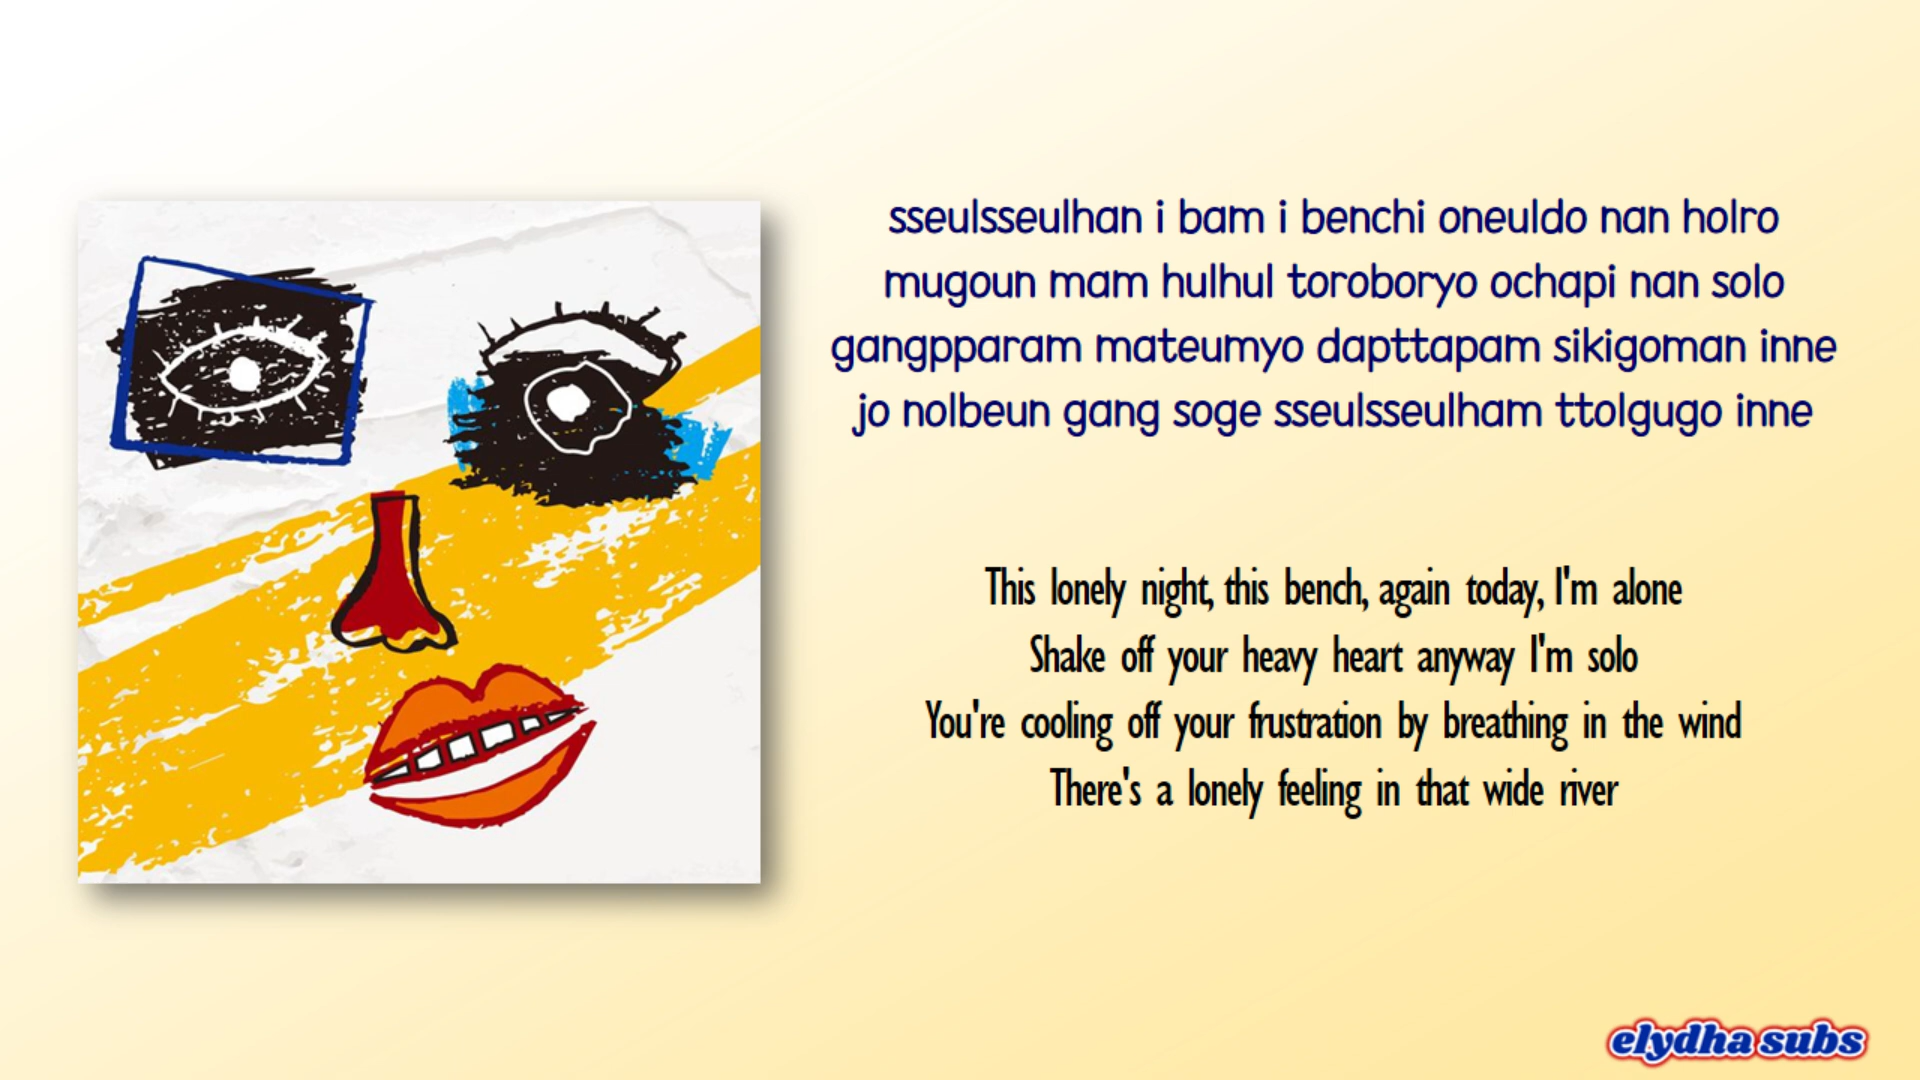 sseulsseulhan i bam i benchi oneuldo nan holro
mugoun mam hulhul toroboryo ochapi nan solo
gangpparam mateumyo dapttapam sikigoman inne
jo nolbeun gang soge sseulsseulham ttolgugo inne
This lonely night, this bench, again today, I'm alone
Shake off your heavy heart anyway I'm solo
You're cooling off your frustration by breathing in the wind
There's a lonely feeling in that wide river
elydha subs